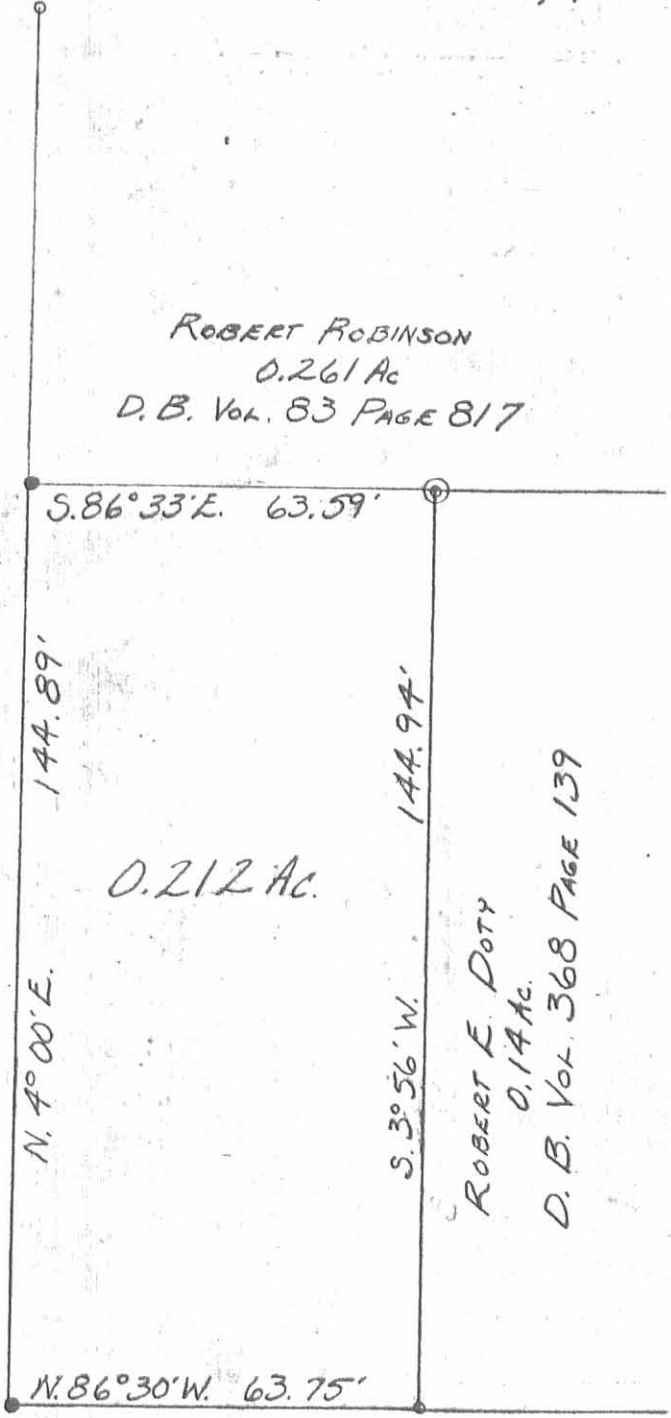 ROBERT ROBINSON
0.261 Ac
D.B. VOL. 83 PAGE 817
S.86°33'E. 63.59'
N. 4°00'E. 144.89'
0.212 Ac.
S.3°56'W. 144.94'
ROBERT E. DOTY
0.14 Ac.
D.B. VOL. 368 PAGE 139
N.86°30'W. 63.75'